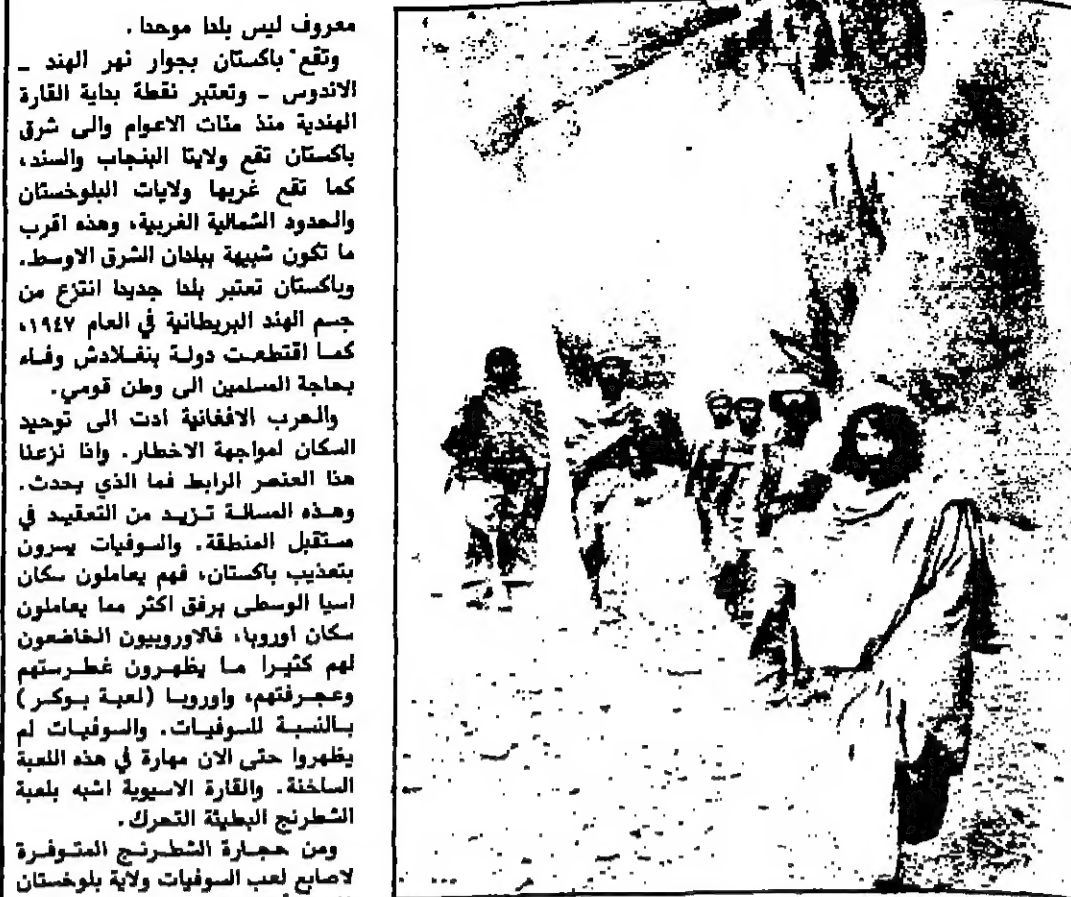 معروف ليس بلدا موحدا .
وتقع باكستان بجوار نهر الهند ـ
الاندوس ـ وتعتبر نقطة بداية القارة
الهندية منذ مئات الاعوام والى شرق
باكستان تقع ولايتا البنجاب والسند،
كما تقع غربها ولايات البلوخستان
والحدود الشمالية الغربية، وهذه اقرب
ما تكون شبيهة ببلدان الشرق الاوسط.
وباكستان تعتبر بلدا جديدا انتزع من
جسم الهند البريطانية في العام ١٩٤٧،
كما اقتطعت دولة بنغلادش وفاء
بحاجة المسلمين الى وطن قومي.
والحرب الافغانية ادت الى توحيد
السكان لمواجهة الاخطار. واذا نزعنا
هذا العنصر الرابط فما الذي يحدث.
وهذه المسالة تزيد من التعقيد في
مستقبل المنطقة. والسوفيات يسرون
بتعذيب باكستان، فهم يعاملون سكان
اسيا الوسطى برفق اكثر مما يعاملون
سكان اوروبا، فالاوروبيون الخاضعون
لهم كثيرا ما يظهرون غطرستهم
وعجرفتهم، واوروبا (لعبة بوكر)
بالنسبة للسوفيات. والسوفيات لم
يظهروا حتى الان مهارة في هذه اللعبة
الساخنة. والقارة الاسيوية اشبه بلعبة
الشطرنج البطيئة التحرك.
ومن حجارة الشطرنج المتوفرة
لاصابع لعب السوفيات ولاية بلوخستان